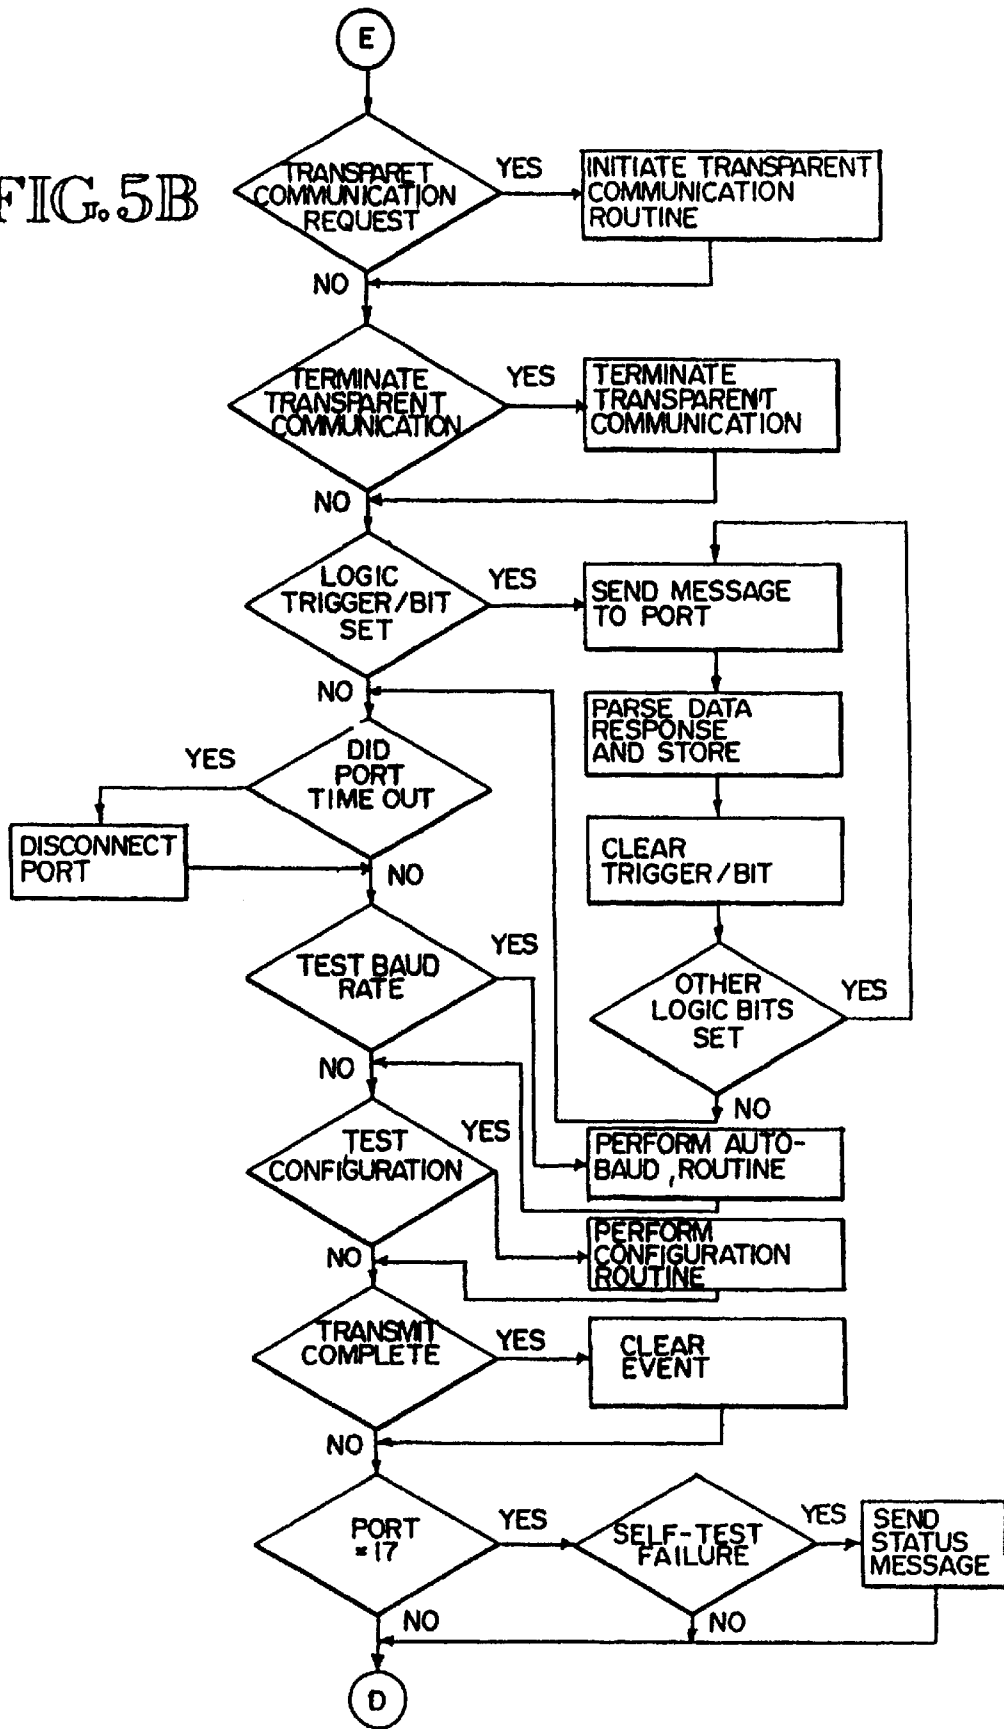 E
FIG. 5B
TRANSPARET
COMMUNICATION
REQUEST
YES
INITIATE TRANSPARENT
COMMUNICATION
ROUTINE
NO
TERMINATE
TRANSPARENT
COMMUNICATION
YES
TERMINATE
TRANSPARENT
COMMUNICATION
NO
LOGIC
TRIGGER/BIT
SET
YES
SEND MESSAGE
TO PORT
NO
PARSE DATA
RESPONSE
AND STORE
DID
PORT
TIME OUT
YES
DISCONNECT
PORT
NO
CLEAR
TRIGGER/BIT
TEST BAUD
RATE
YES
OTHER
LOGIC BITS
SET
YES
NO
NO
TEST
CONFIGURATION
YES
PERFORM AUTO-
BAUD, ROUTINE
NO
PERFORM
CONFIGURATION
ROUTINE
TRANSMIT
COMPLETE
YES
CLEAR
EVENT
NO
PORT
=17
YES
SELF-TEST
FAILURE
YES
SEND
STATUS
MESSAGE
NO
NO
D